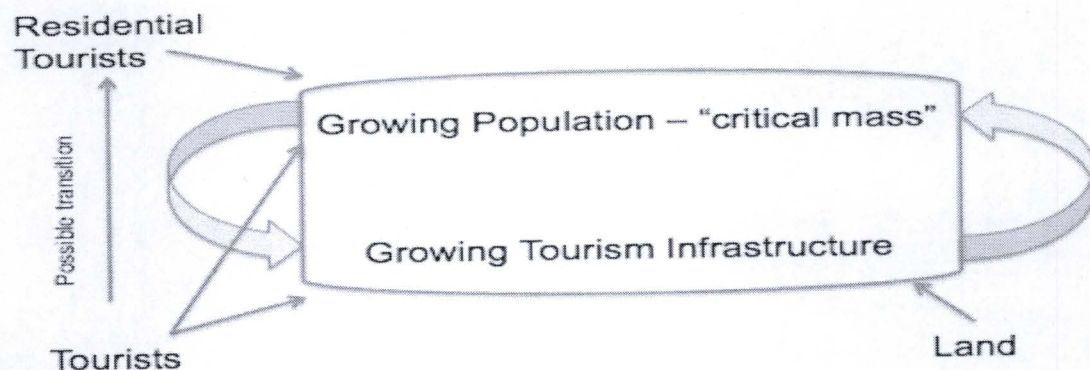 Residential
Tourists
Growing Population – “critical mass”
Possible transition
Growing Tourism Infrastructure
Tourists
Land